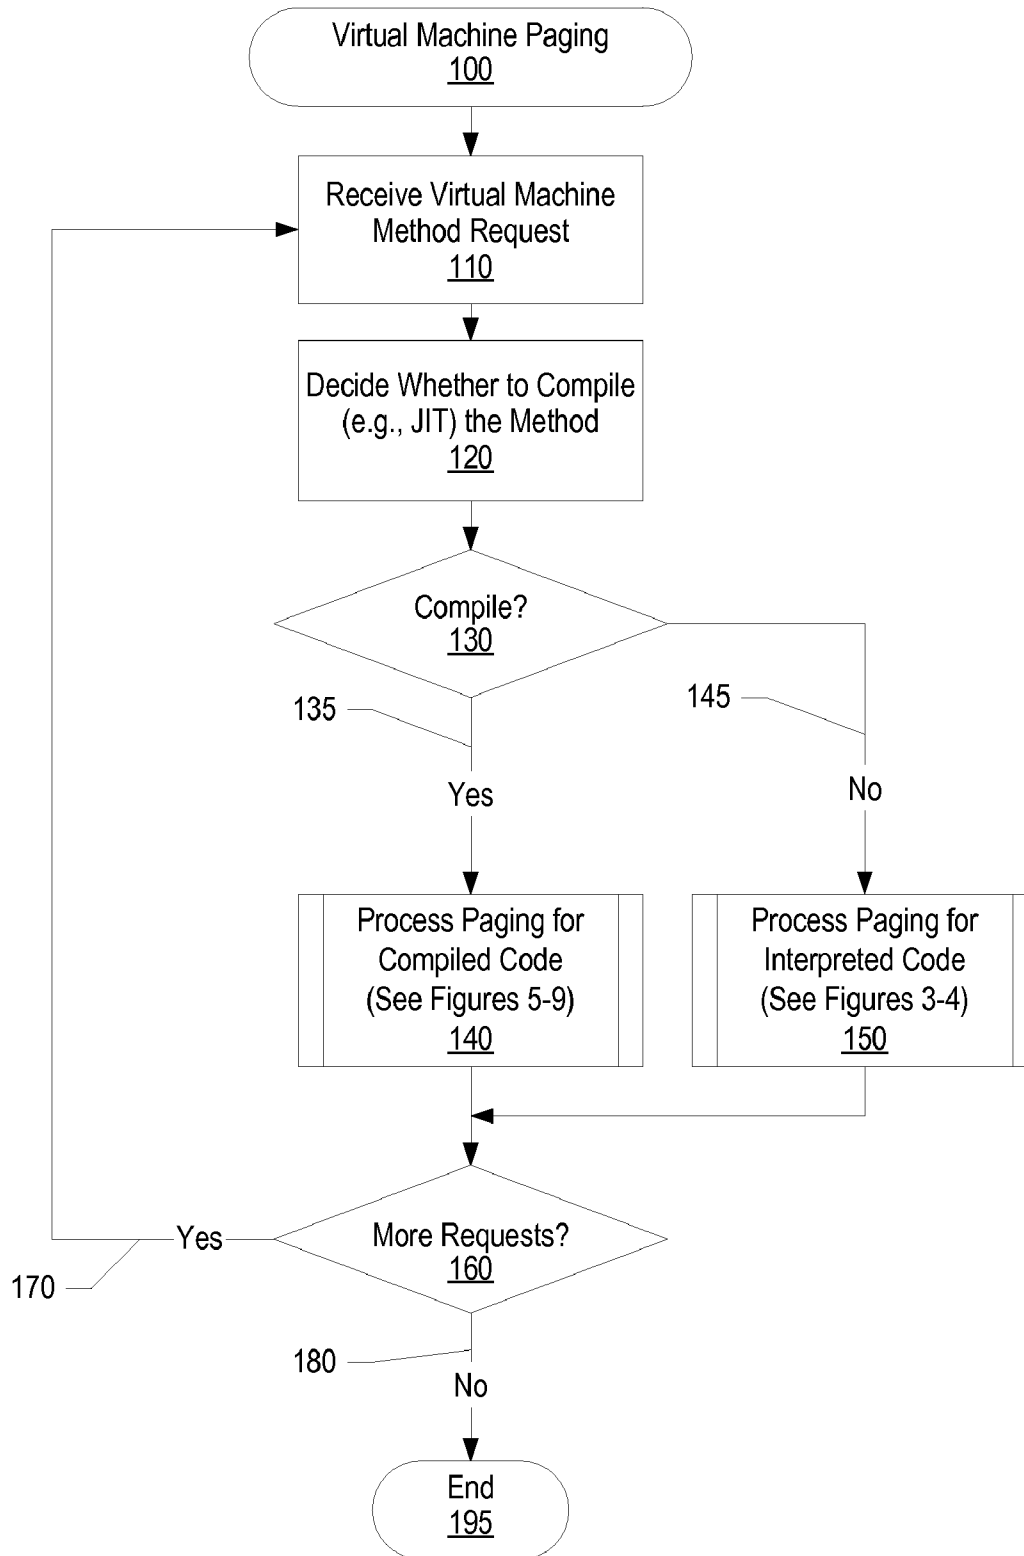 Virtual Machine Paging
100
Receive Virtual Machine
Method Request
110
Decide Whether to Compile
(e.g., JIT) the Method
120
Compile?
130
135
145
Yes
No
Process Paging for
Compiled Code
(See Figures 5-9)
140
Process Paging for
Interpreted Code
(See Figures 3-4)
150
More Requests?
160
Yes
170
180
No
End
195